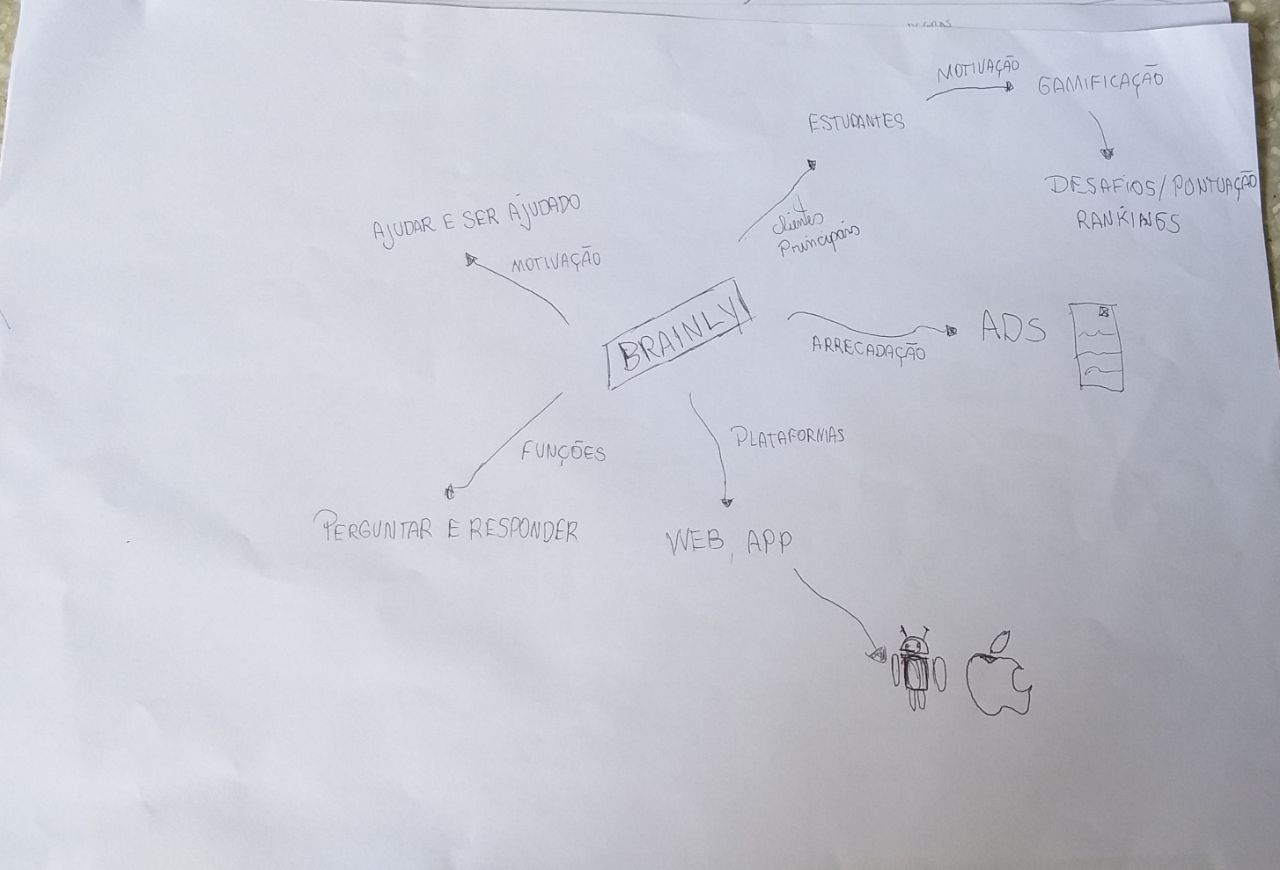 MOTIVAÇÃO
GAMIFICAÇÃO
ESTUDANTES
DESAFIOS/PONTUAÇÃO
RANKINGS
clientes
Principais
AJUDAR E SER AJUDADO
MOTIVAÇÃO
BRAINLY
ARRECADAÇÃO
ADS
FUNÇÕES
PLATAFORMAS
PERGUNTAR E RESPONDER
WEB, APP